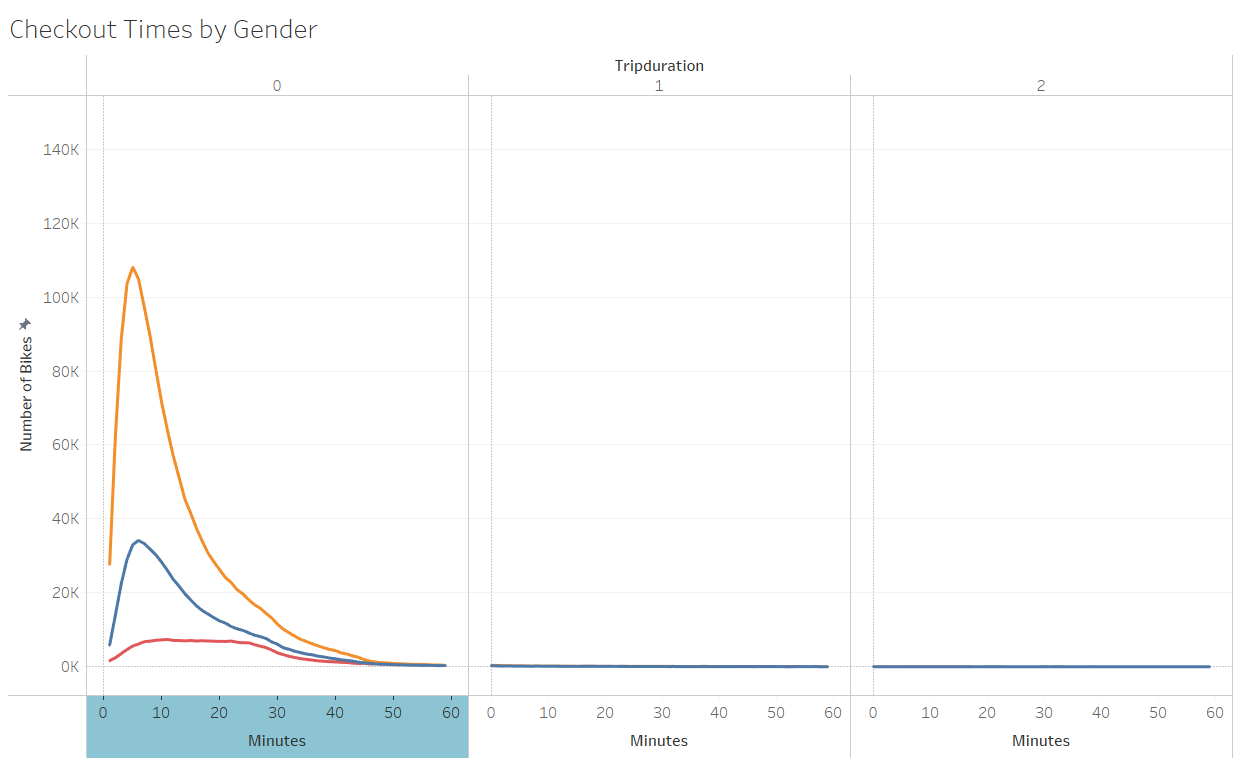 Checkout Times by Gender
Tripduration
0 1 2
140K
120K
100K
80K
60K
40K
20K
0K
Number of Bikes
0 10 20 30 40 50 60 0 10 20 30 40 50 60 0 10 20 30 40 50 60
Minutes Minutes Minutes